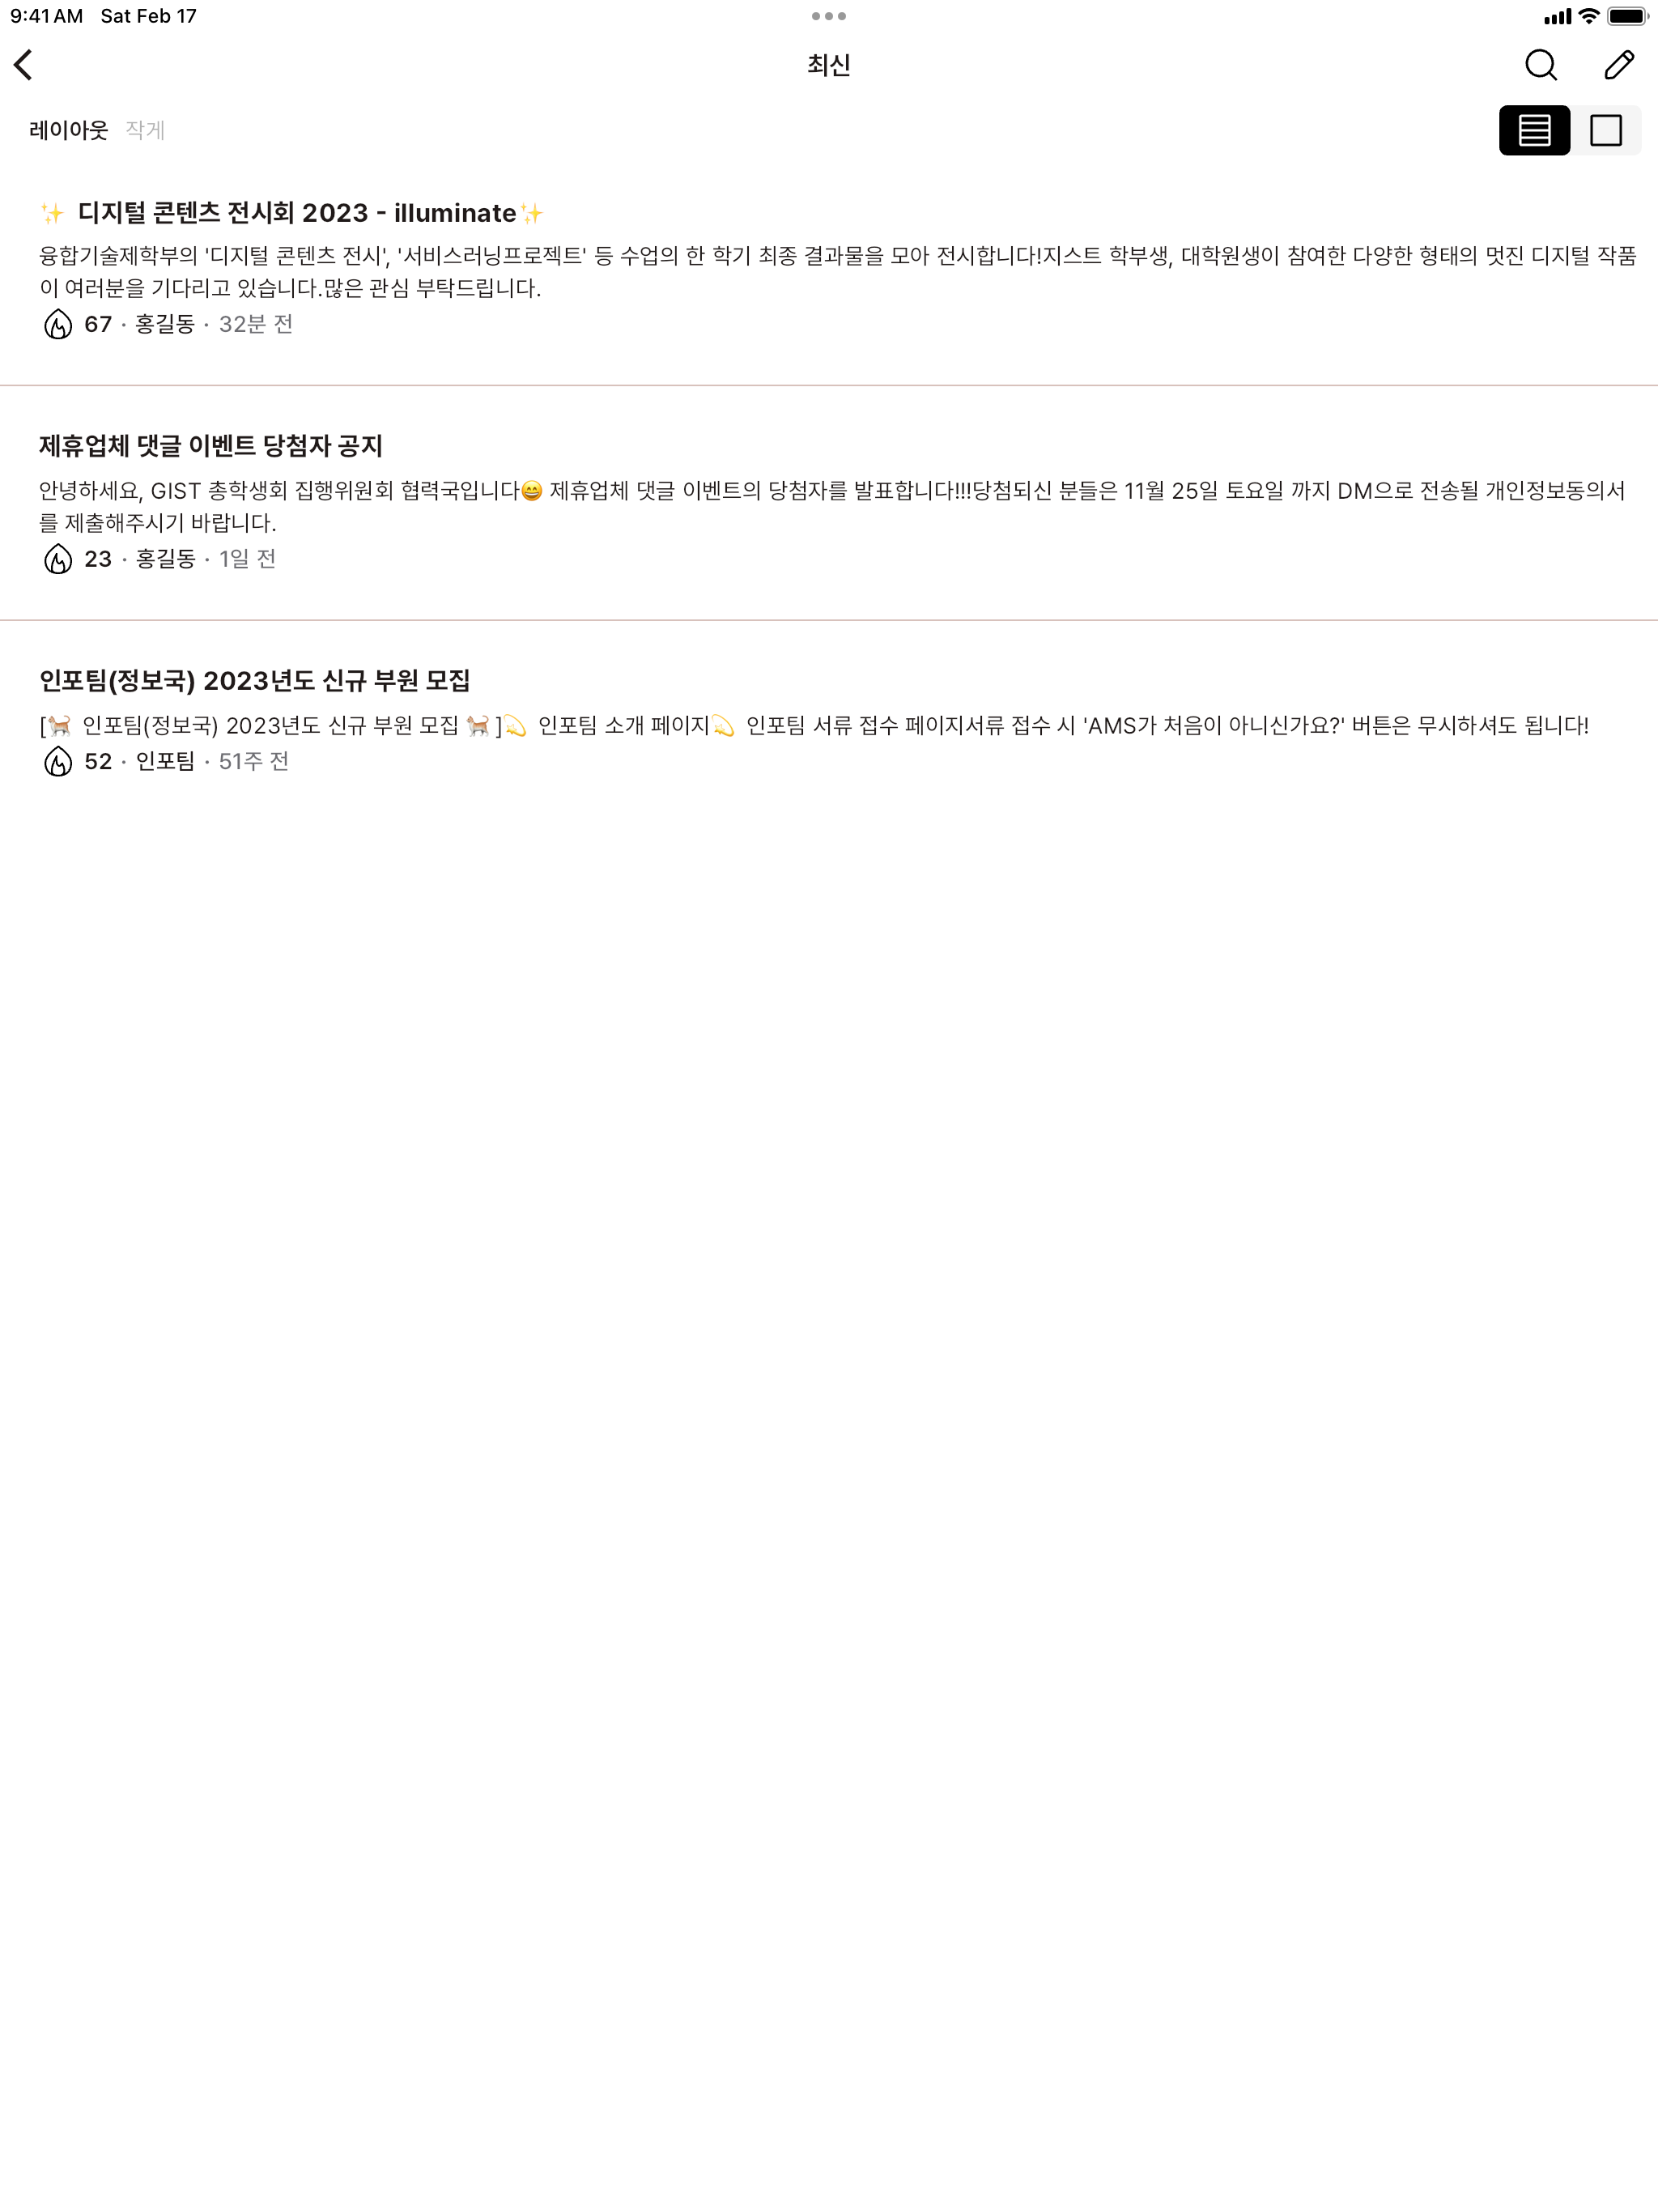 9:41 AM Sat Feb 17
최신
레이아웃 작게
✨ 디지털 콘텐츠 전시회 2023 - illuminate✨
융합기술제학부의 '디지털 콘텐츠 전시', '서비스러닝프로젝트' 등 수업의 한 학기 최종 결과물을 모아 전시합니다!지스트 학부생, 대학원생이 참여한 다양한 형태의 멋진 디지털 작품
이 여러분을 기다리고 있습니다.많은 관심 부탁드립니다.
67 · 홍길동 · 32분 전
제휴업체 댓글 이벤트 당첨자 공지
안녕하세요, GIST 총학생회 집행위원회 협력국입니다😄 제휴업체 댓글 이벤트의 당첨자를 발표합니다!!!당첨되신 분들은 11월 25일 토요일 까지 DM으로 전송될 개인정보동의서
를 제출해주시기 바랍니다.
23 · 홍길동 · 1일 전
인포팀(정보국) 2023년도 신규 부원 모집
[🐈 인포팀(정보국) 2023년도 신규 부원 모집 🐈]💫 인포팀 소개 페이지💫 인포팀 서류 접수 페이지서류 접수 시 'AMS가 처음이 아니신가요?' 버튼은 무시하셔도 됩니다!
52 · 인포팀 · 51주 전